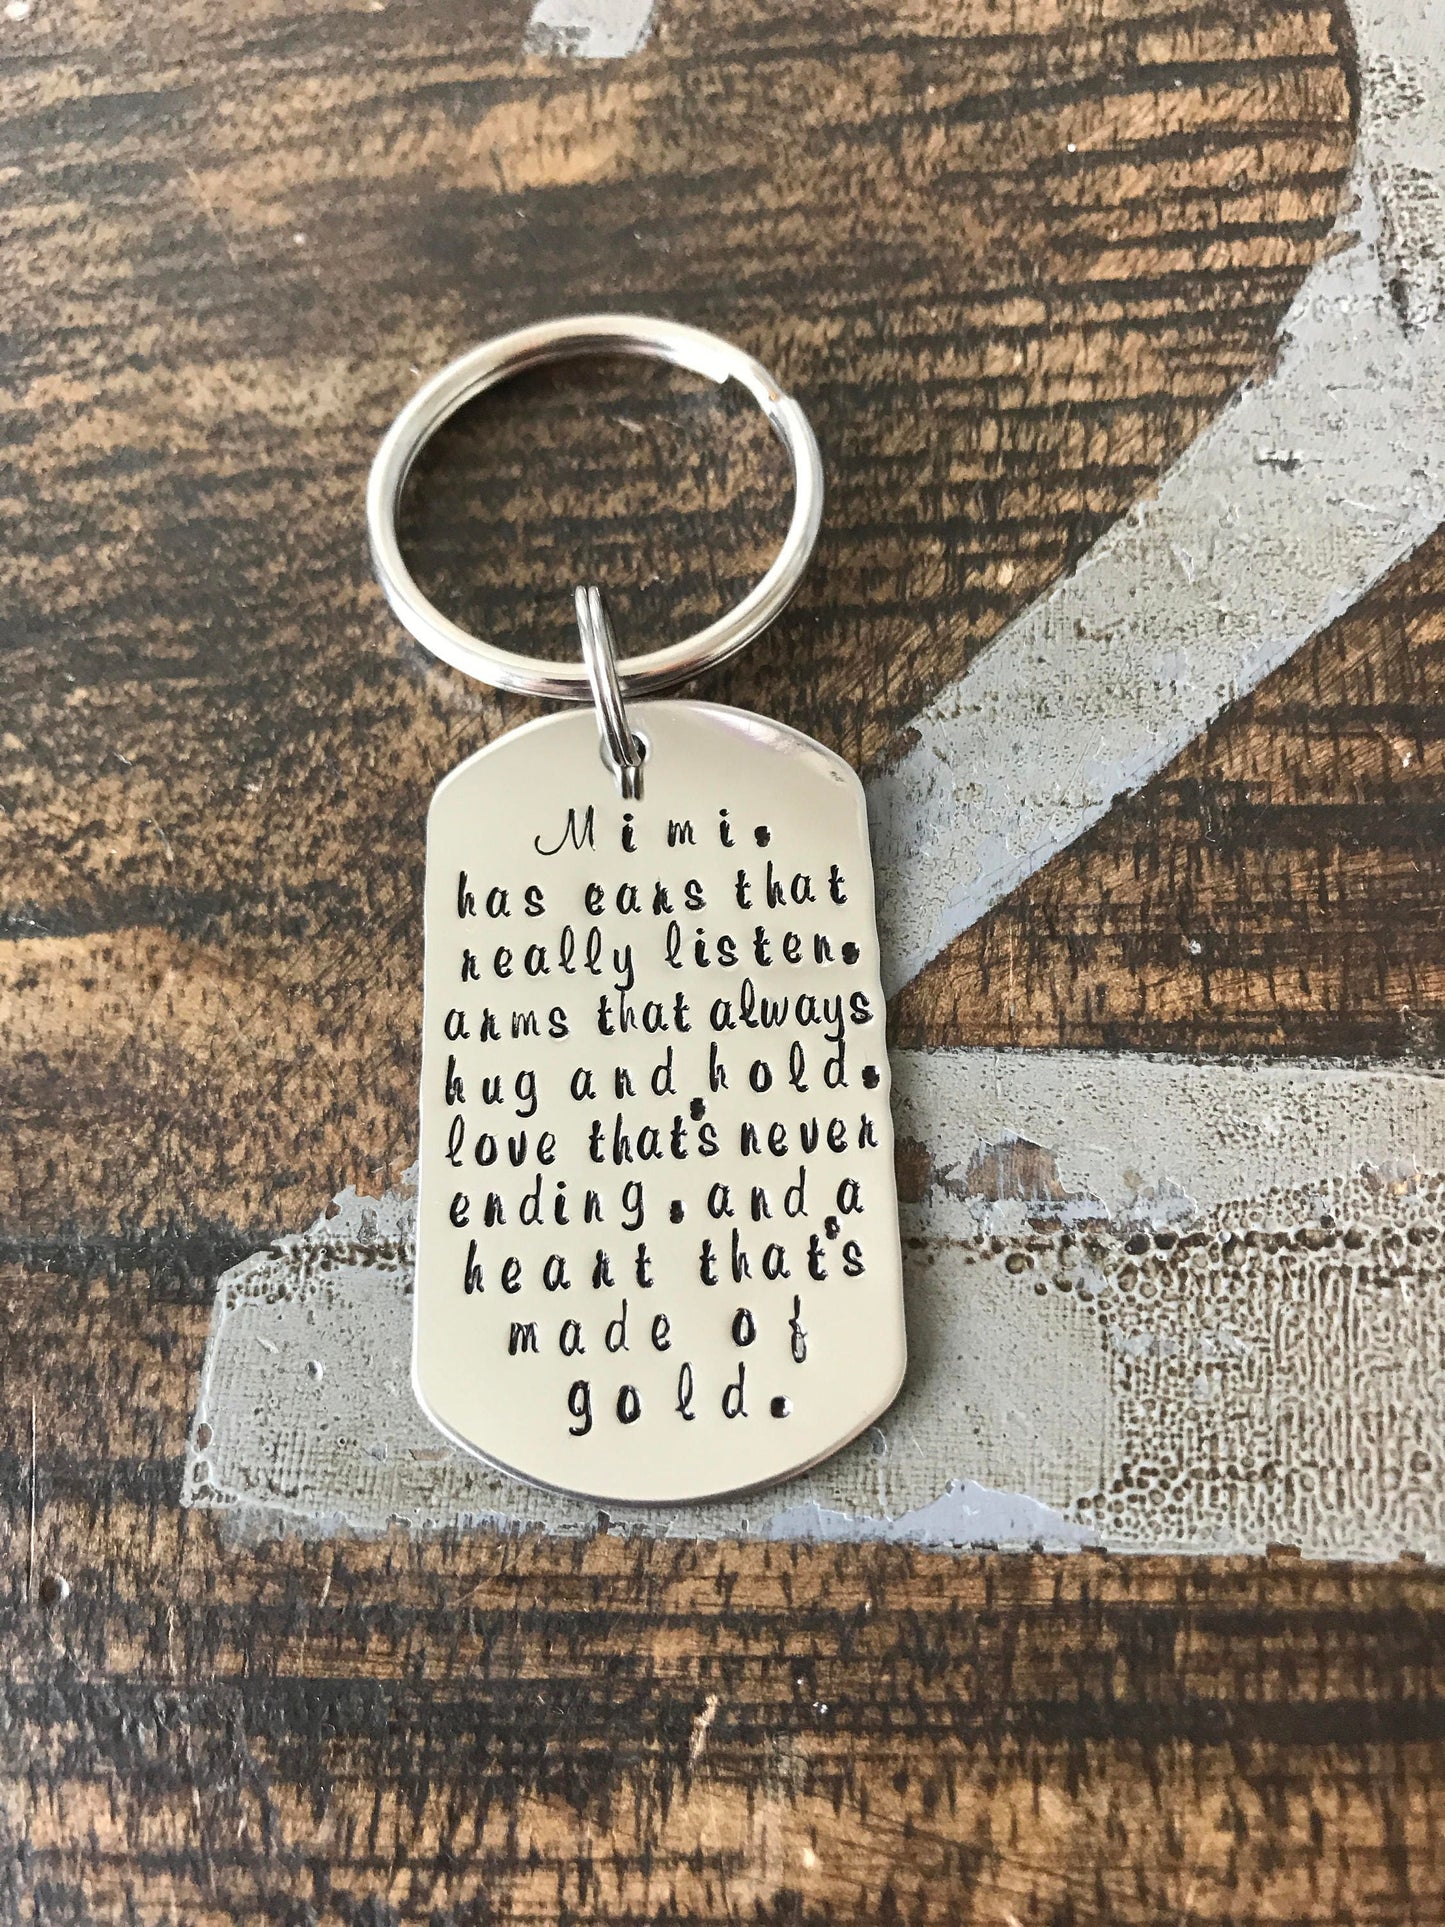 Mimi.
has ears that
really listen.
arms that always
hug and hold.
love that's never
ending. and a
heart that's
made of
gold.